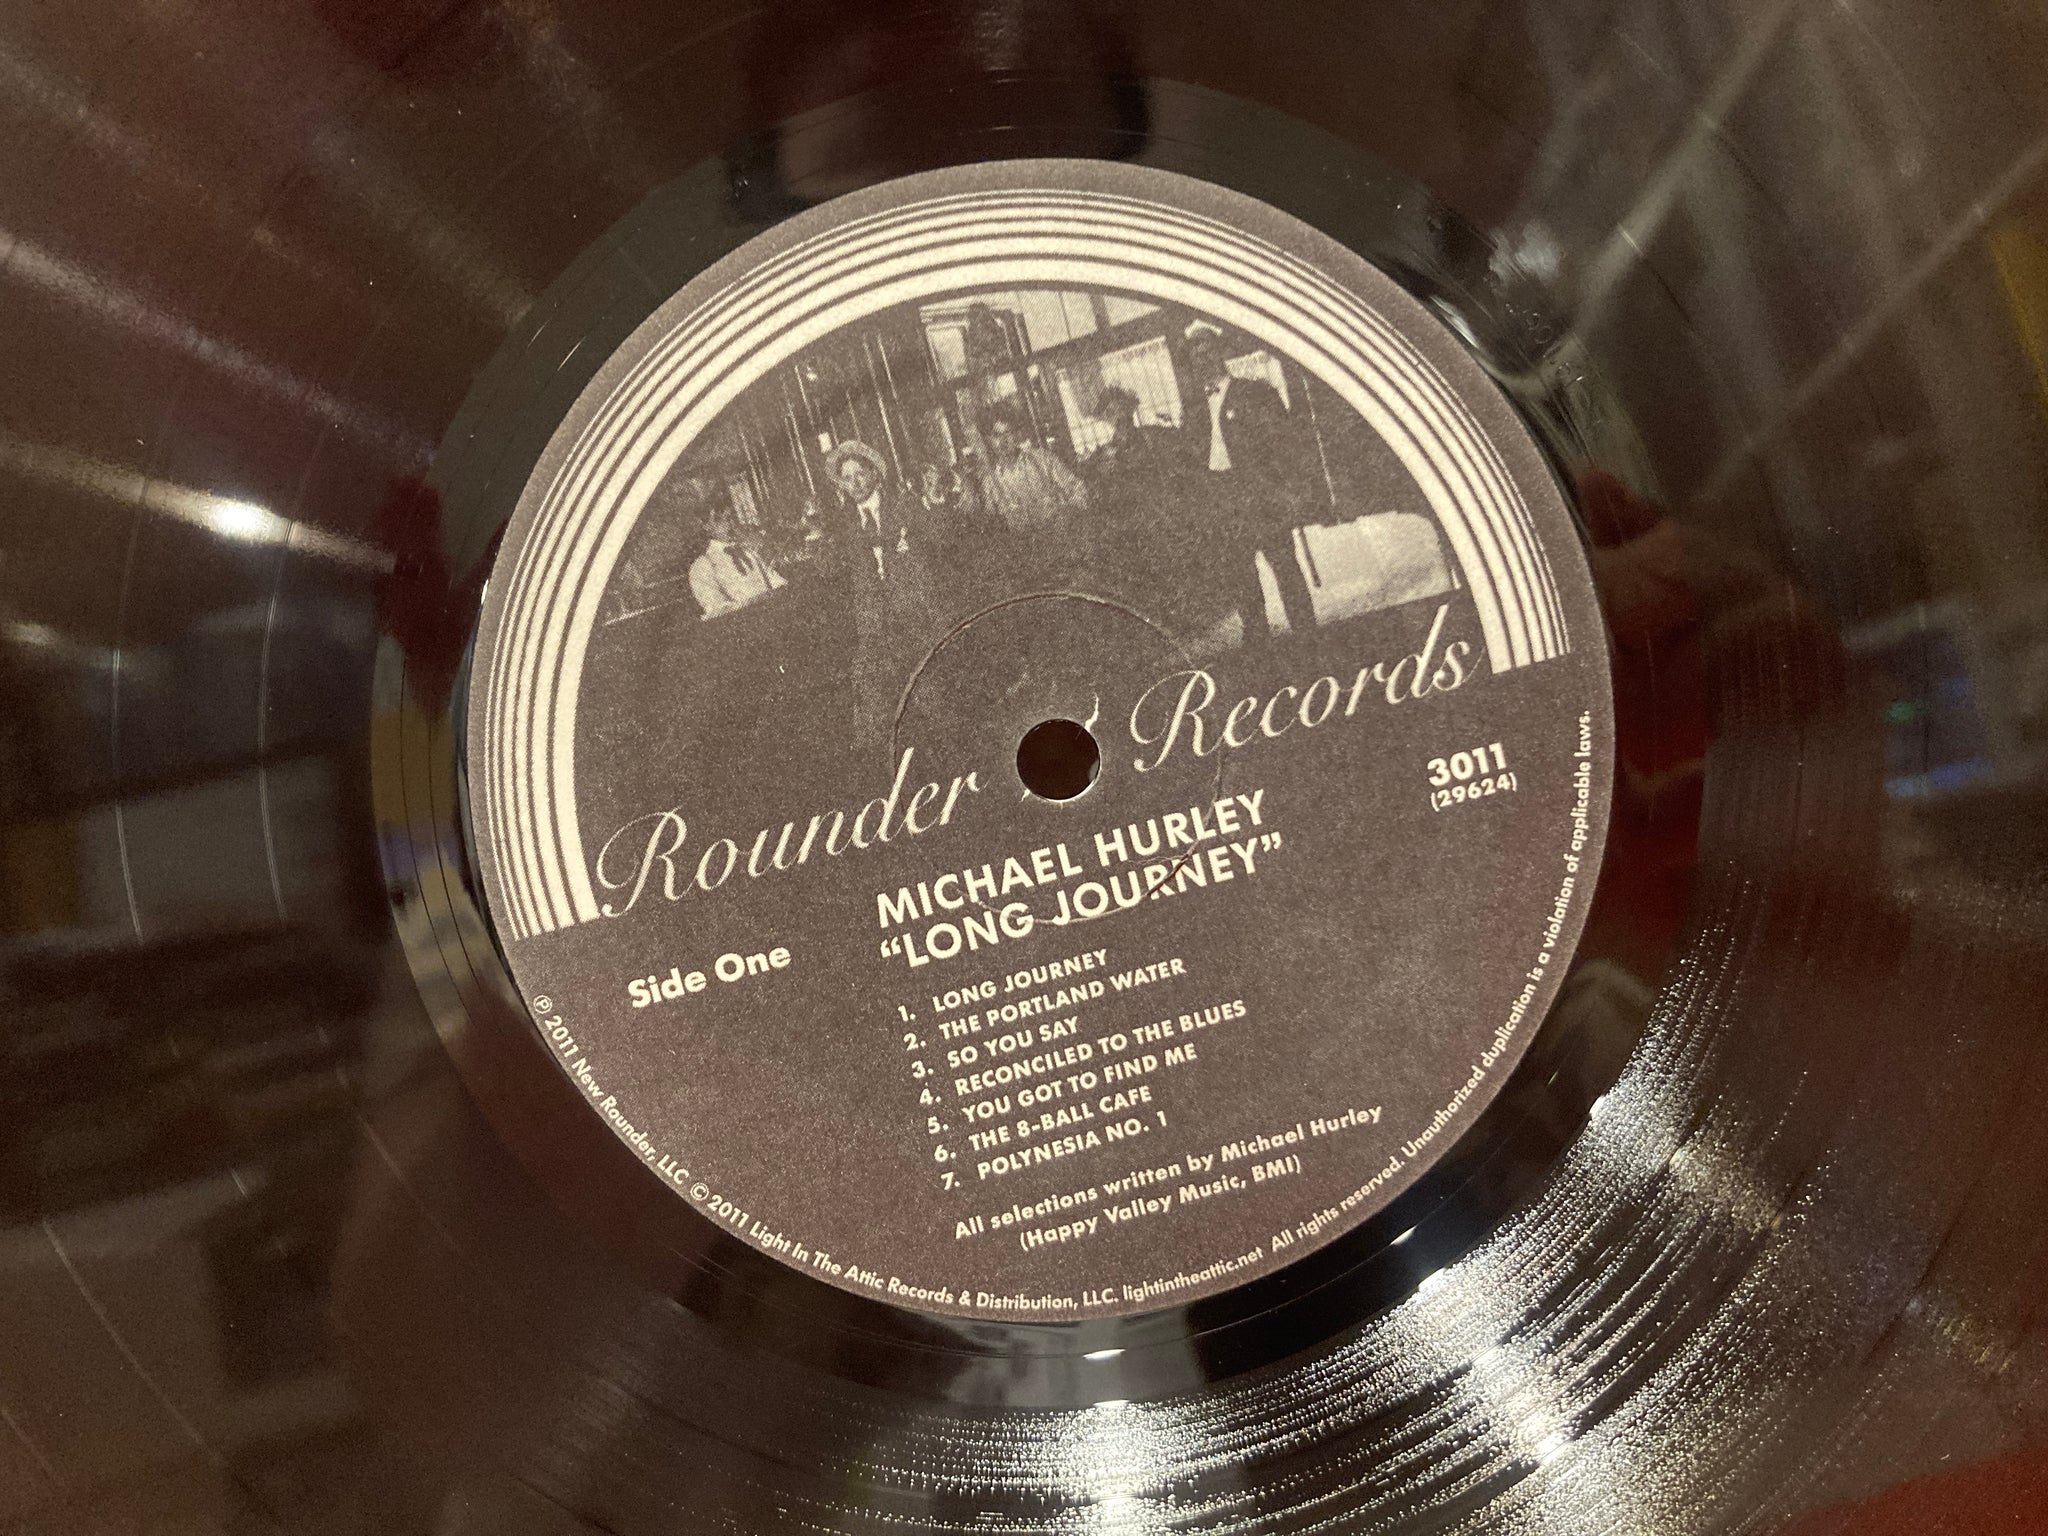 Rounder Records
3011
(29624)
MICHAEL HURLEY
“LONG JOURNEY”
Side One
1. LONG JOURNEY
2. THE PORTLAND WATER
3. SO YOU SAY
4. RECONCILED TO THE BLUES
5. YOU GOT TO FIND ME
6. THE 8-BALL CAFE
7. POLYNESIA NO. 1
All selections written by Michael Hurley
(Happy Valley Music, BMI)
℗ 2011 New Rounder, LLC © 2011 Light In The Attic Records & Distribution, LLC. lightintheattic.net All rights reserved. Unauthorized duplication is a violation of applicable laws.